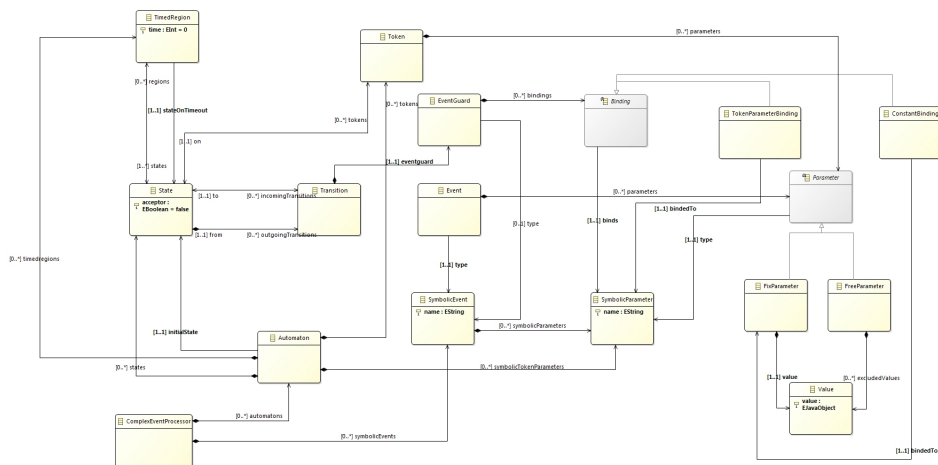 TimedRegion
time : EInt = 0
Token
[0..*] parameters
[0..*] regions
[1..1] stateOnTimeout
[0..*] tokens
EventGuard
[0..*] bindings
Binding
TokenParameterBinding
ConstantBinding
[0..*] tokens
[1..1] on
[1..1] eventguard
[1..*] states
State
acceptor :
EBoolean = false
[1..1] to
[0..*] incomingTransitions
Transition
Event
[0..*] parameters
Parameter
[1..1] from
[0..*] outgoingTransitions
[0..1] type
[1..1] binds
[1..1] bindedTo
[1..1] type
[0..*] timedregions
[1..1] type
SymbolicEvent
name : EString
SymbolicParameter
name : EString
FixParameter
FreeParameter
[1..1] initialState
[0..*] symbolicParameters
Automaton
[0..*] states
[0..*] symbolicTokenParameters
[1..1] value
[0..*] excludedValues
Value
value :
EJavaObject
ComplexEventProcessor
[0..*] automatons
[0..*] symbolicEvents
[1..1] bindedTo